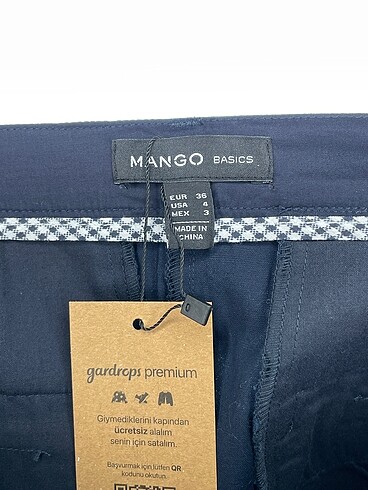 MANGO BASICS
EUR 36
USA 4
MEX 3
MADE IN
CHINA
gardrops premium
Giymediklerini kapından
ücretsiz alalım
senin için satalım.
Başvurmak için lütfen QR
kodunu okutun.